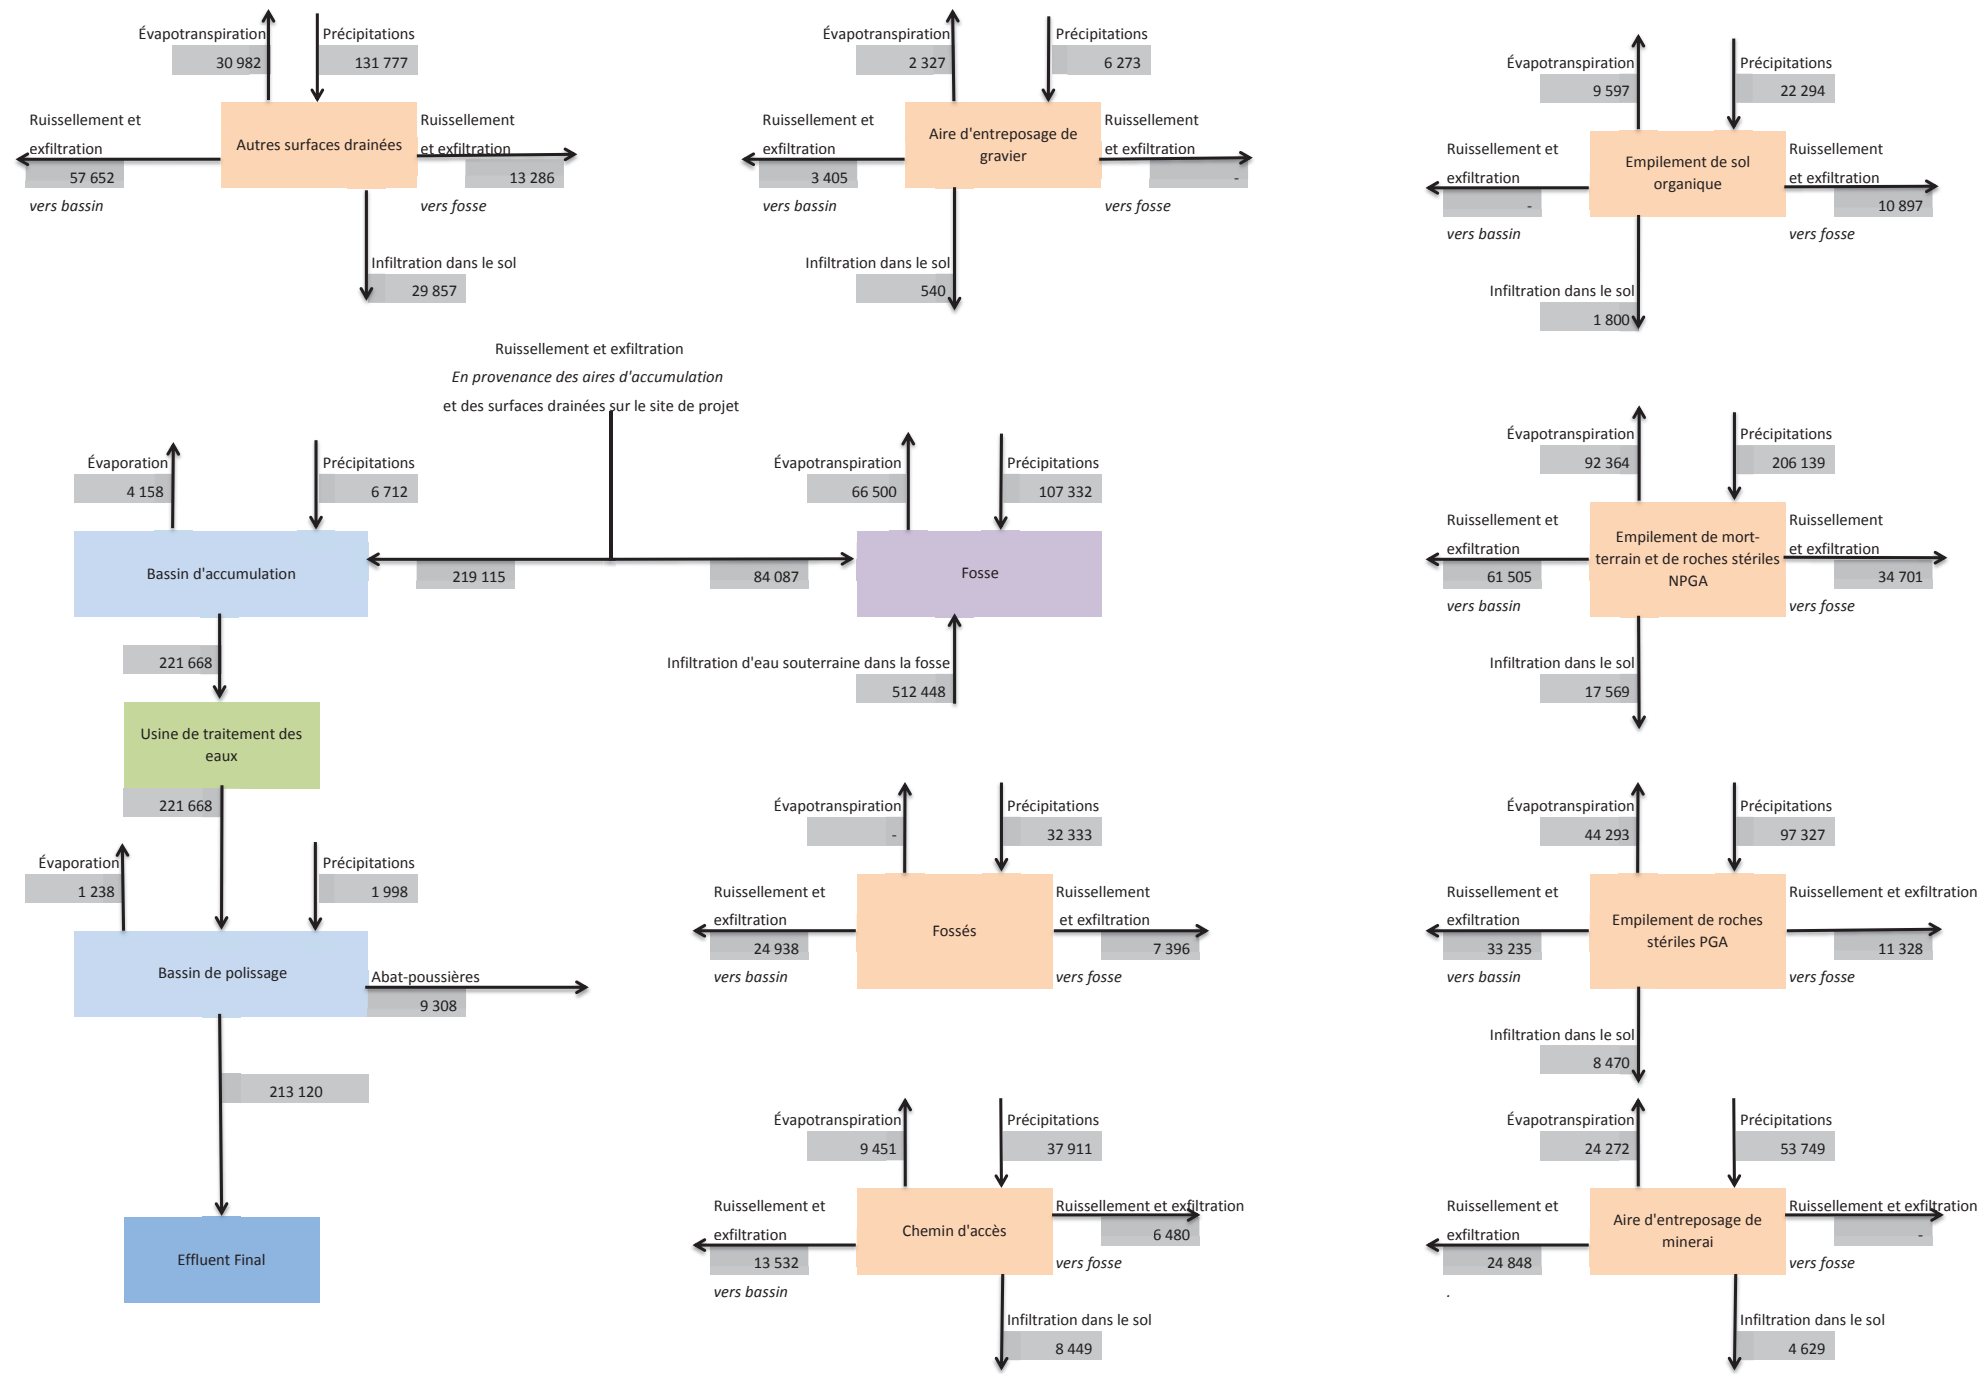 Évapotranspiration
30 982
Précipitations
131 777
Ruissellement et
exfiltration
57 652
vers bassin
Autres surfaces drainées
Ruissellement
et exfiltration
13 286
vers fosse
Infiltration dans le sol
29 857
Évapotranspiration
2 327
Précipitations
6 273
Ruissellement et
exfiltration
3 405
vers bassin
Aire d'entreposage de
gravier
Ruissellement
et exfiltration
-
vers fosse
Infiltration dans le sol
540
Évapotranspiration
9 597
Précipitations
22 294
Ruissellement et
exfiltration
-
vers bassin
Empilement de sol
organique
Ruissellement
et exfiltration
10 897
vers fosse
Infiltration dans le sol
1 800
Ruissellement et exfiltration
En provenance des aires d'accumulation
et des surfaces drainées sur le site de projet
Évaporation
4 158
Précipitations
6 712
Bassin d'accumulation
219 115
84 087
Évapotranspiration
66 500
Précipitations
107 332
Fosse
Infiltration d'eau souterraine dans la fosse
512 448
221 668
Usine de traitement des
eaux
221 668
Évaporation
1 238
Précipitations
1 998
Bassin de polissage
Abat-poussières
9 308
213 120
Effluent Final
Évapotranspiration
92 364
Précipitations
206 139
Ruissellement et
exfiltration
61 505
vers bassin
Empilement de mort-
terrain et de roches stériles
NPGA
Ruissellement
et exfiltration
34 701
vers fosse
Infiltration dans le sol
17 569
Évapotranspiration
-
Précipitations
32 333
Ruissellement et
exfiltration
24 938
vers bassin
Fossés
Ruissellement
et exfiltration
7 396
vers fosse
Évapotranspiration
44 293
Précipitations
97 327
Ruissellement et
exfiltration
33 235
vers bassin
Empilement de roches
stériles PGA
Ruissellement et exfiltration
11 328
vers fosse
Infiltration dans le sol
8 470
Évapotranspiration
9 451
Précipitations
37 911
Ruissellement et
exfiltration
13 532
vers bassin
Chemin d'accès
Ruissellement et exfiltration
6 480
vers fosse
Infiltration dans le sol
8 449
Évapotranspiration
24 272
Précipitations
53 749
Ruissellement et
exfiltration
24 848
.
Aire d'entreposage de
minerai
Ruissellement et exfiltration
-
vers fosse
Infiltration dans le sol
4 629